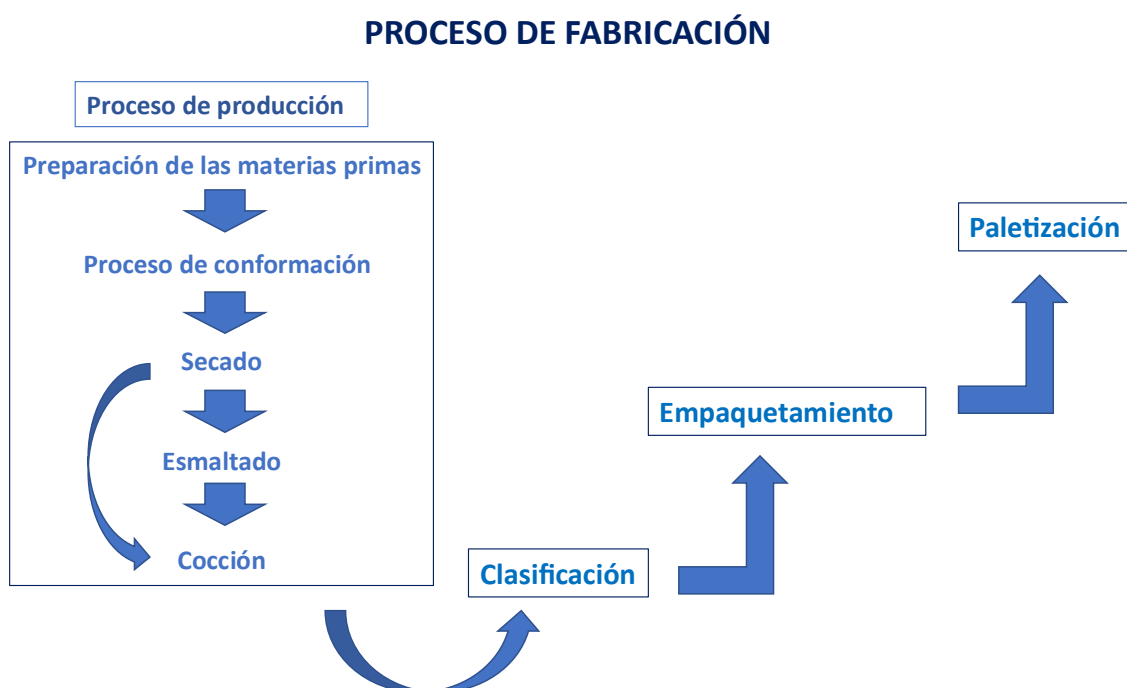 PROCESO DE FABRICACIÓN
Proceso de producción
Preparación de las materias primas
Proceso de conformación
Secado
Esmaltado
Cocción
Clasificación
Empaquetamiento
Paletización